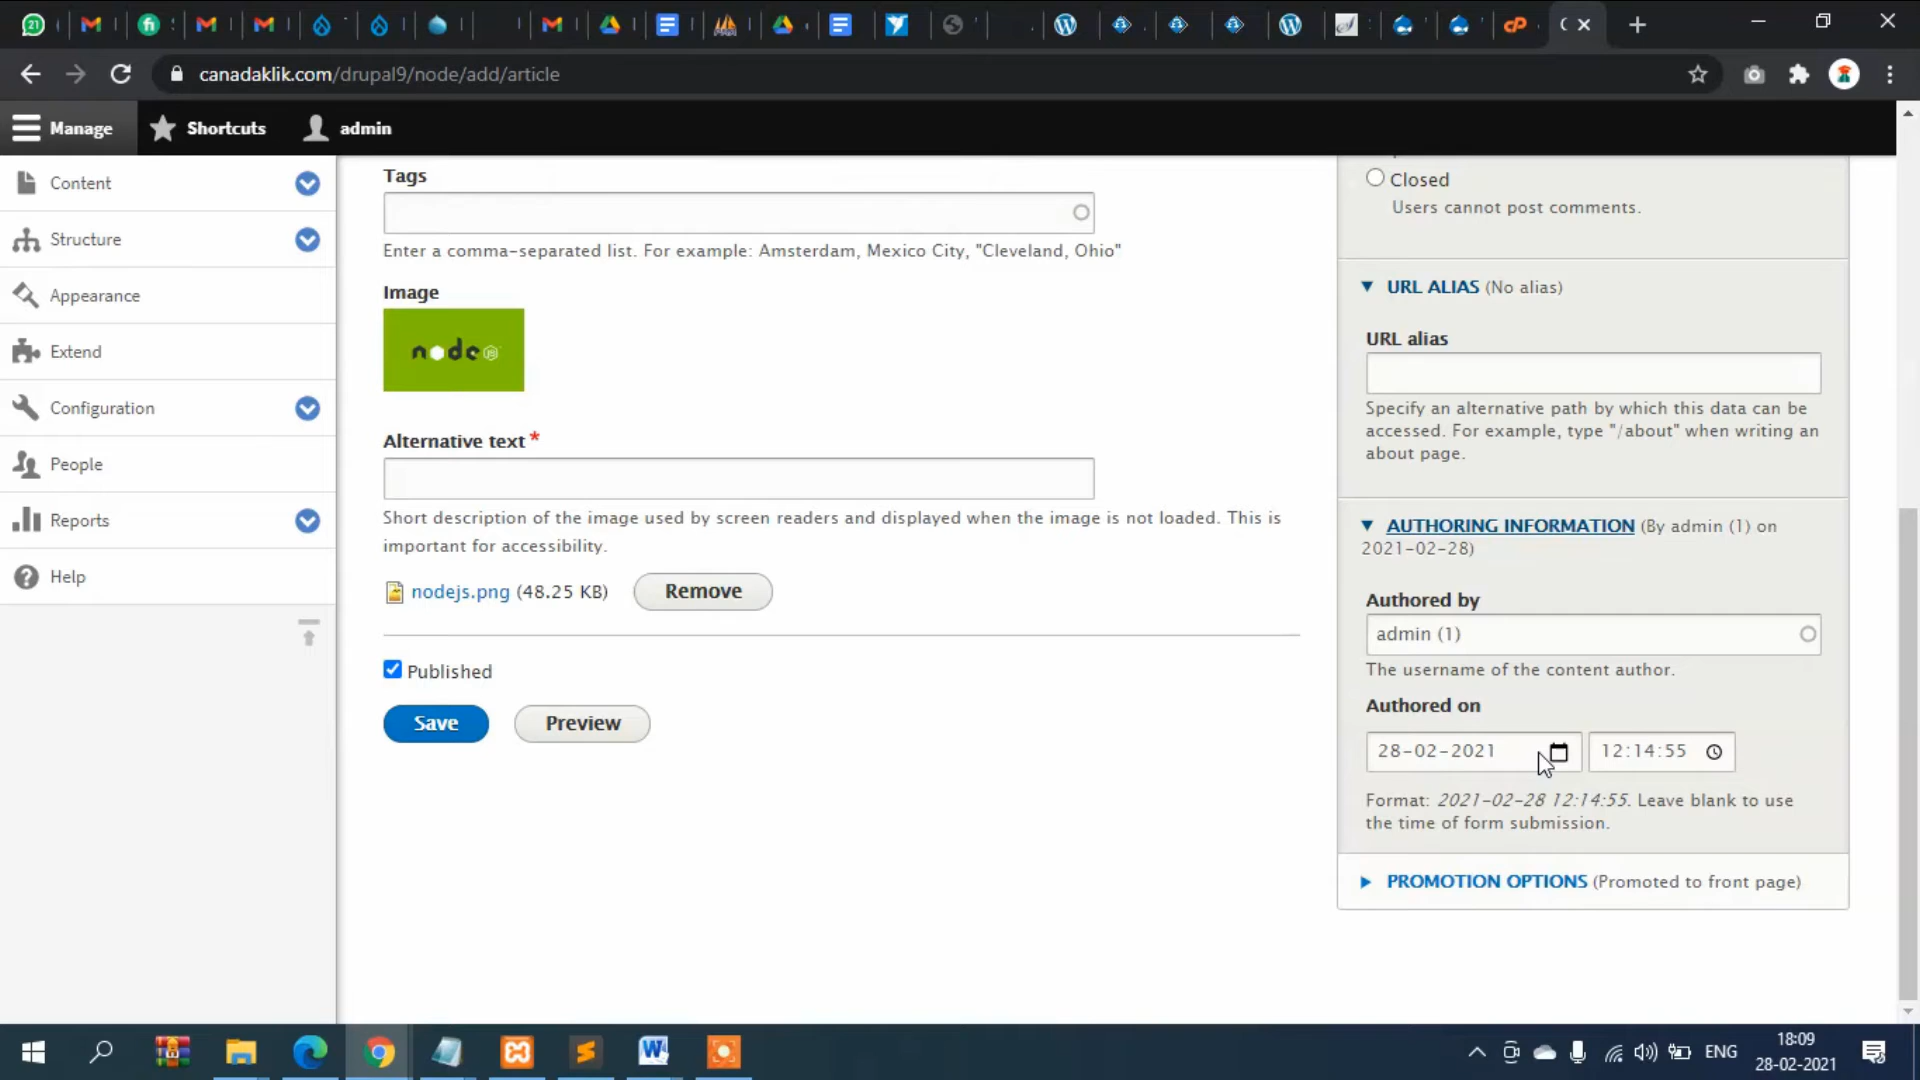 canadaklik.com/drupal9/node/add/article
Manage
Shortcuts
admin
Content
Structure
Appearance
Extend
Configuration
People
Reports
Help
Tags
Enter a comma-separated list. For example: Amsterdam, Mexico City, "Cleveland, Ohio"
Image
node
Alternative text *
Short description of the image used by screen readers and displayed when the image is not loaded. This is
important for accessibility.
nodejs.png (48.25 KB)
Remove
Published
Save
Preview
Closed
Users cannot post comments.
URL ALIAS (No alias)
URL alias
Specify an alternative path by which this data can be
accessed. For example, type "/about" when writing an
about page.
AUTHORING INFORMATION (By admin (1) on
2021-02-28)
Authored by
admin (1)
The username of the content author.
Authored on
28-02-2021
12:14:55
Format: 2021-02-28 12:14:55. Leave blank to use
the time of form submission.
PROMOTION OPTIONS (Promoted to front page)
ENG
18:09
28-02-2021